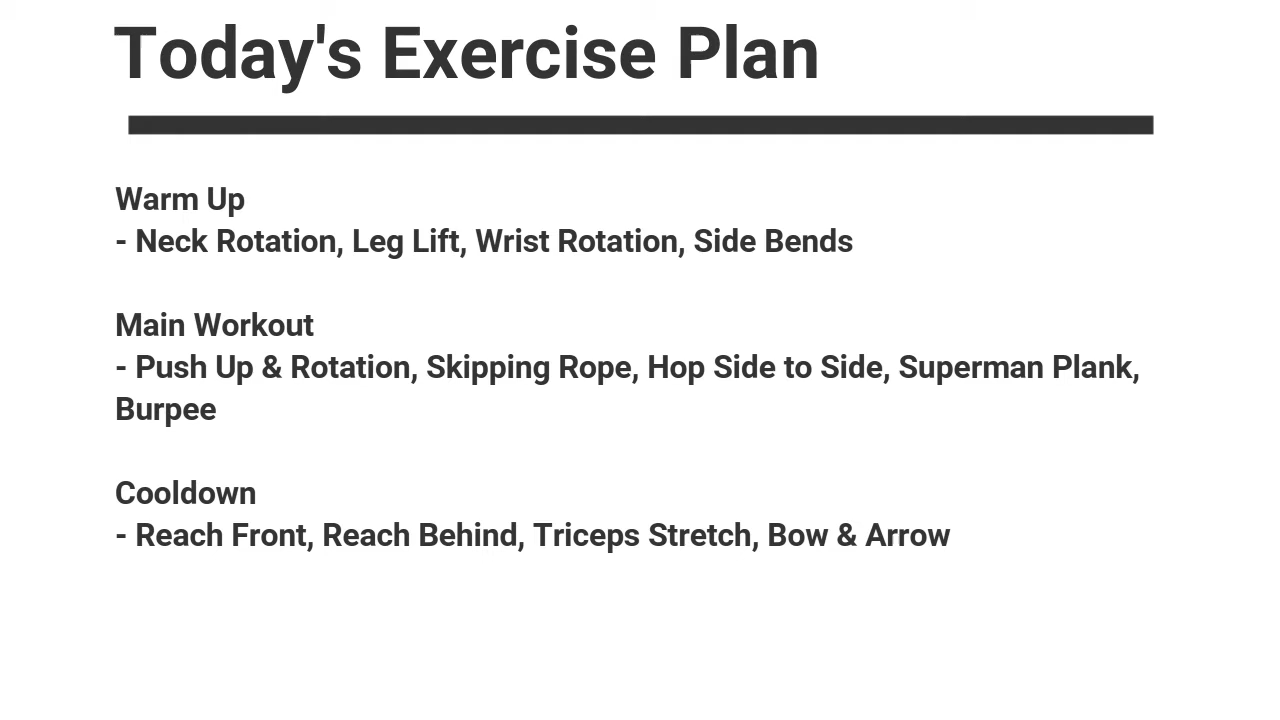 Today's Exercise Plan
Warm Up
- Neck Rotation, Leg Lift, Wrist Rotation, Side Bends
Main Workout
- Push Up & Rotation, Skipping Rope, Hop Side to Side, Superman Plank,
Burpee
Cooldown
- Reach Front, Reach Behind, Triceps Stretch, Bow & Arrow